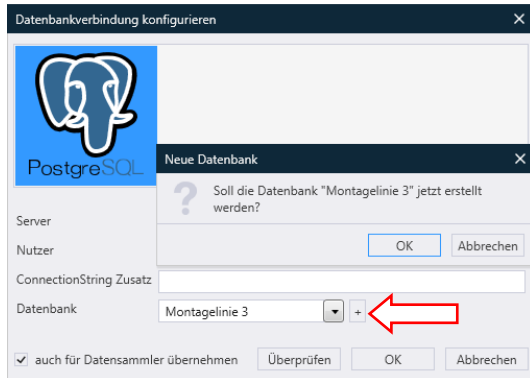 Datenbankverbindung konfigurieren
PostgreSQL
Neue Datenbank
Soll die Datenbank "Montagelinie 3" jetzt erstellt
werden?
OK Abbrechen
Server
Nutzer
ConnectionString Zusatz
Datenbank Montagelinie 3 +
auch für Datensammler übernehmen Überprüfen OK Abbrechen